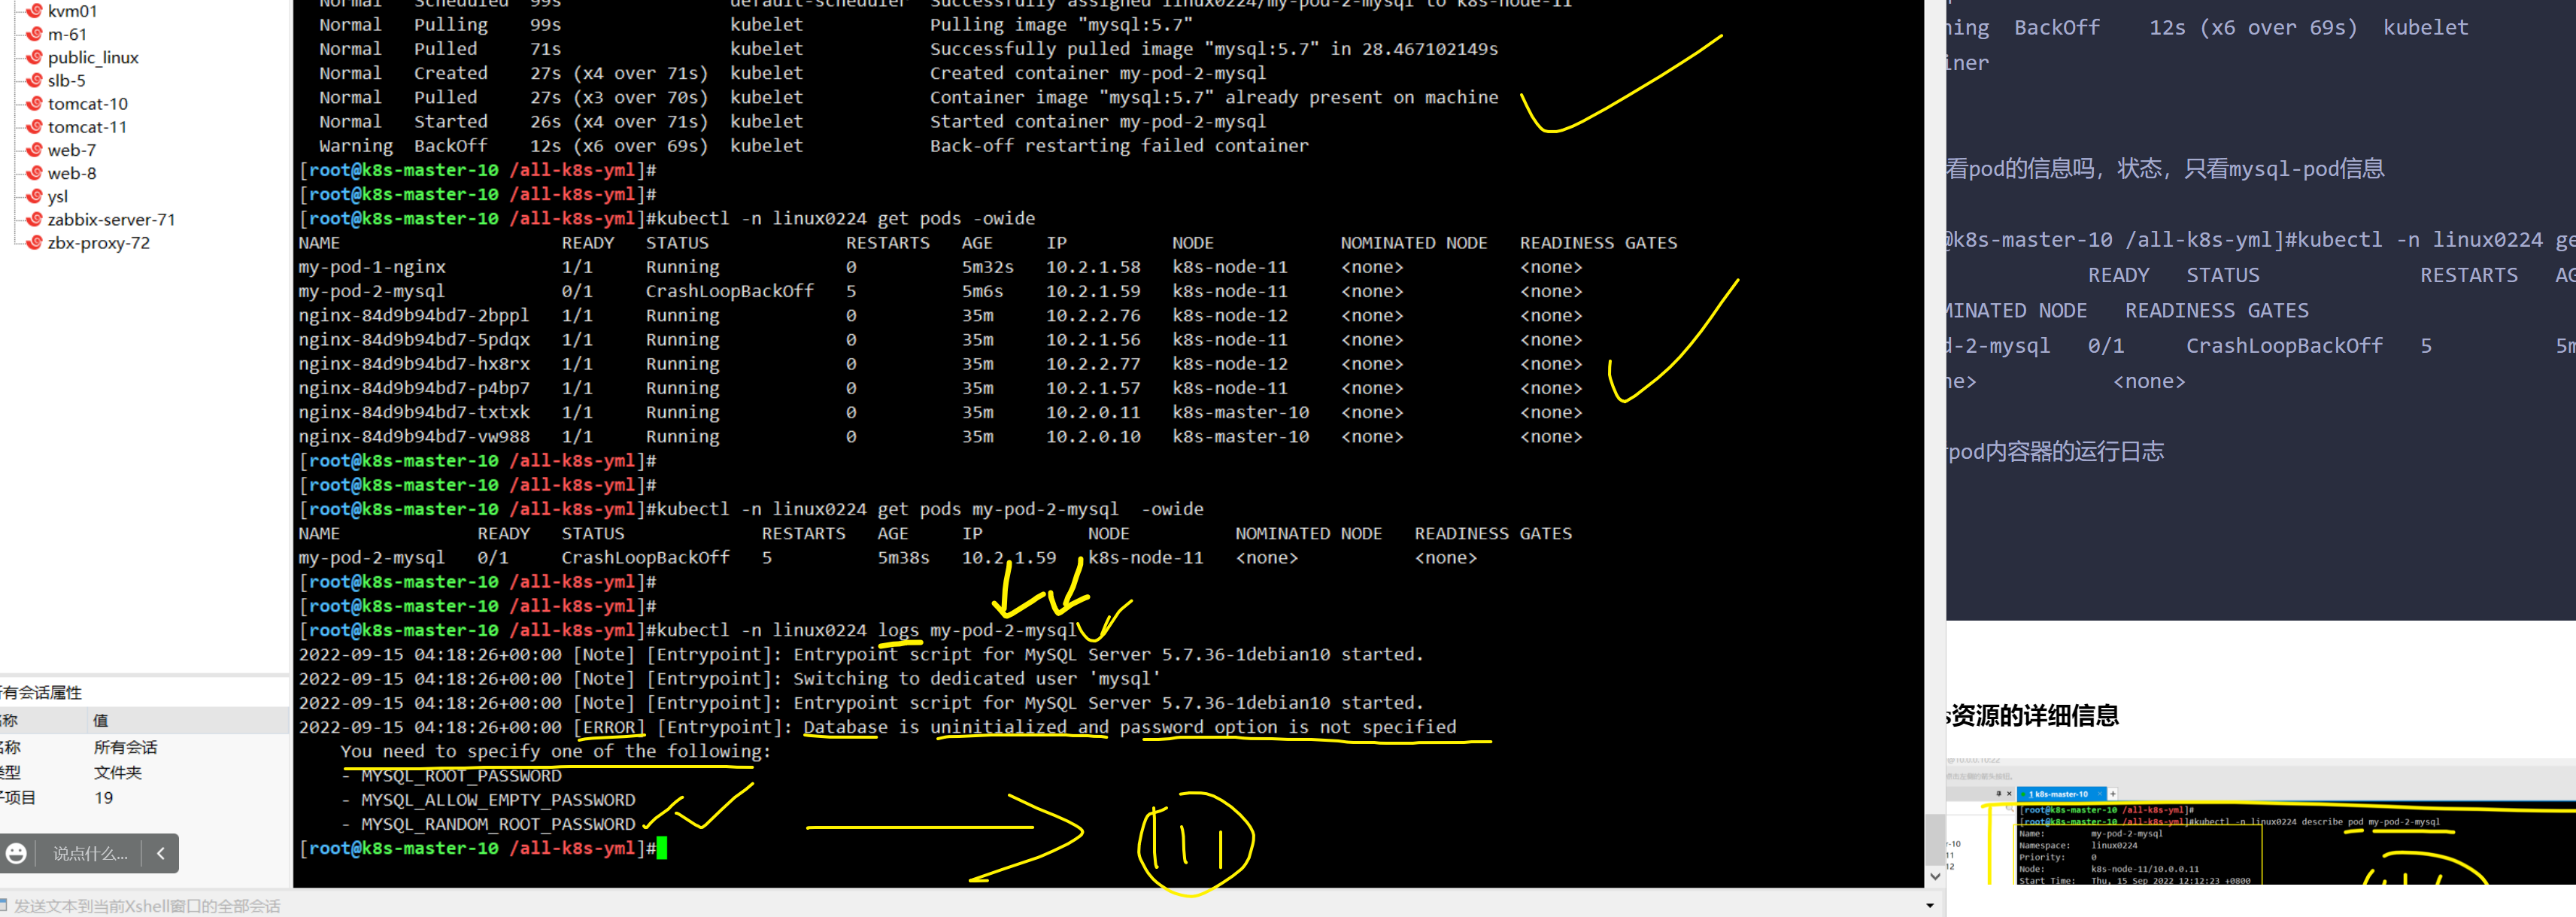 kvm01
m-61
public_linux
slb-5
tomcat-10
tomcat-11
web-7
web-8
ysl
zabbix-server-71
zbx-proxy-72
所有会话属性
名称 值
名称 所有会话
类型 文件夹
子项目 19
说点什么...
发送文本到当前Xshell窗口的全部会话
Normal Scheduled 99s default-scheduler Successfully assigned linux0224/my-pod-2-mysql to k8s-node-11
Normal Pulling 99s kubelet Pulling image "mysql:5.7"
Normal Pulled 71s kubelet Successfully pulled image "mysql:5.7" in 28.467102149s
Normal Created 27s (x4 over 71s) kubelet Created container my-pod-2-mysql
Normal Pulled 27s (x3 over 70s) kubelet Container image "mysql:5.7" already present on machine
Normal Started 26s (x4 over 71s) kubelet Started container my-pod-2-mysql
Warning BackOff 12s (x6 over 69s) kubelet Back-off restarting failed container
[root@k8s-master-10 /all-k8s-yml]#
[root@k8s-master-10 /all-k8s-yml]#
[root@k8s-master-10 /all-k8s-yml]#kubectl -n linux0224 get pods -owide
NAME READY STATUS RESTARTS AGE IP NODE NOMINATED NODE READINESS GATES
my-pod-1-nginx 1/1 Running 0 5m32s 10.2.1.58 k8s-node-11 <none> <none>
my-pod-2-mysql 0/1 CrashLoopBackOff 5 5m6s 10.2.1.59 k8s-node-11 <none> <none>
nginx-84d9b94bd7-2bppl 1/1 Running 0 35m 10.2.2.76 k8s-node-12 <none> <none>
nginx-84d9b94bd7-5pdqx 1/1 Running 0 35m 10.2.1.56 k8s-node-11 <none> <none>
nginx-84d9b94bd7-hx8rx 1/1 Running 0 35m 10.2.2.77 k8s-node-12 <none> <none>
nginx-84d9b94bd7-p4bp7 1/1 Running 0 35m 10.2.1.57 k8s-node-11 <none> <none>
nginx-84d9b94bd7-txtxk 1/1 Running 0 35m 10.2.0.11 k8s-master-10 <none> <none>
nginx-84d9b94bd7-vw988 1/1 Running 0 35m 10.2.0.10 k8s-master-10 <none> <none>
[root@k8s-master-10 /all-k8s-yml]#
[root@k8s-master-10 /all-k8s-yml]#
[root@k8s-master-10 /all-k8s-yml]#kubectl -n linux0224 get pods my-pod-2-mysql -owide
NAME READY STATUS RESTARTS AGE IP NODE NOMINATED NODE READINESS GATES
my-pod-2-mysql 0/1 CrashLoopBackOff 5 5m38s 10.2.1.59 k8s-node-11 <none> <none>
[root@k8s-master-10 /all-k8s-yml]#
[root@k8s-master-10 /all-k8s-yml]#
[root@k8s-master-10 /all-k8s-yml]#kubectl -n linux0224 logs my-pod-2-mysql
2022-09-15 04:18:26+00:00 [Note] [Entrypoint]: Entrypoint script for MySQL Server 5.7.36-1debian10 started.
2022-09-15 04:18:26+00:00 [Note] [Entrypoint]: Switching to dedicated user 'mysql'
2022-09-15 04:18:26+00:00 [Note] [Entrypoint]: Entrypoint script for MySQL Server 5.7.36-1debian10 started.
2022-09-15 04:18:26+00:00 [ERROR] [Entrypoint]: Database is uninitialized and password option is not specified
You need to specify one of the following:
- MYSQL_ROOT_PASSWORD
- MYSQL_ALLOW_EMPTY_PASSWORD
- MYSQL_RANDOM_ROOT_PASSWORD
[root@k8s-master-10 /all-k8s-yml]#
ning BackOff 12s (x6 over 69s) kubelet
iner
看pod的信息吗，状态，只看mysql-pod信息
@k8s-master-10 /all-k8s-yml]#kubectl -n linux0224 ge
READY STATUS RESTARTS AG
MINATED NODE READINESS GATES
d-2-mysql 0/1 CrashLoopBackOff 5 5m
ne> <none>
pod内容器的运行日志
s资源的详细信息
1 k8s-master-10
[root@k8s-master-10 /all-k8s-yml]#
[root@k8s-master-10 /all-k8s-yml]#kubectl -n linux0224 describe pod my-pod-2-mysql
Name: my-pod-2-mysql
Namespace: linux0224
Priority: 0
Node: k8s-node-11/10.0.0.11
Start Time: Thu, 15 Sep 2022 12:12:23 +0800